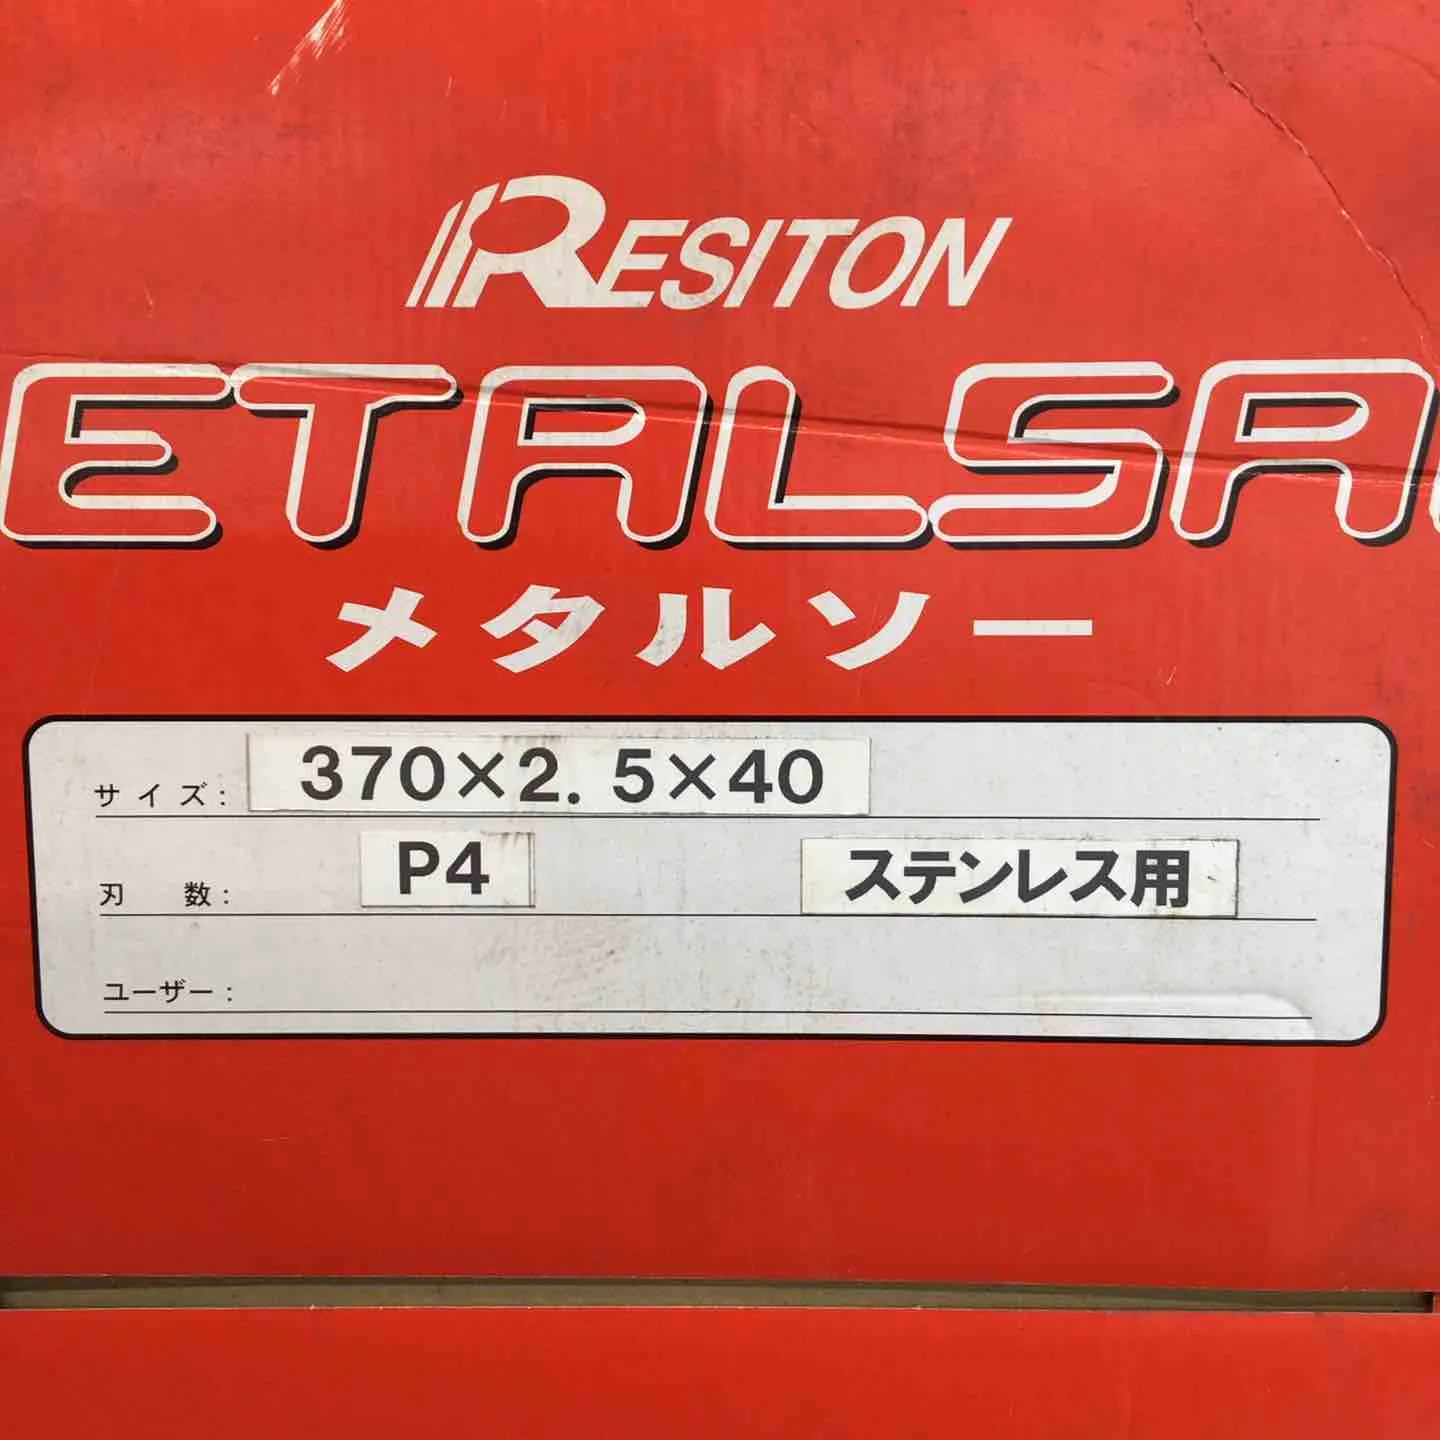 RESITON
ETALSA
メタルソー
サイズ: 370×2.5×40
刃 数: P4 ステンレス用
ユーザー: